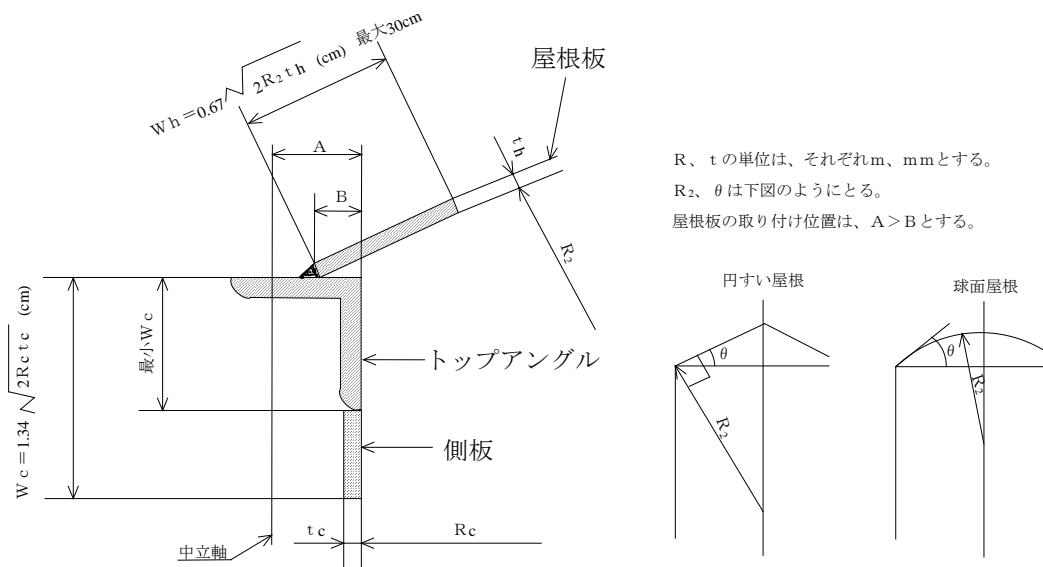 Ｗｈ＝0.67√2Ｒ₂ｔｈ (cm) 最大30cm
屋根板
ｔｈ
Ａ
Ｂ
Ｒ₂
Ｗｃ＝1.34√2Ｒｃｔｃ (cm)
最小Ｗｃ
トップアングル
側板
ｔｃ
Ｒｃ
中立軸
Ｒ、ｔの単位は、それぞれｍ、ｍｍとする。
Ｒ₂、θは下図のようにとる。
屋根板の取り付け位置は、Ａ＞Ｂとする。
円すい屋根
θ
Ｒ₂
球面屋根
θ
Ｒ₂